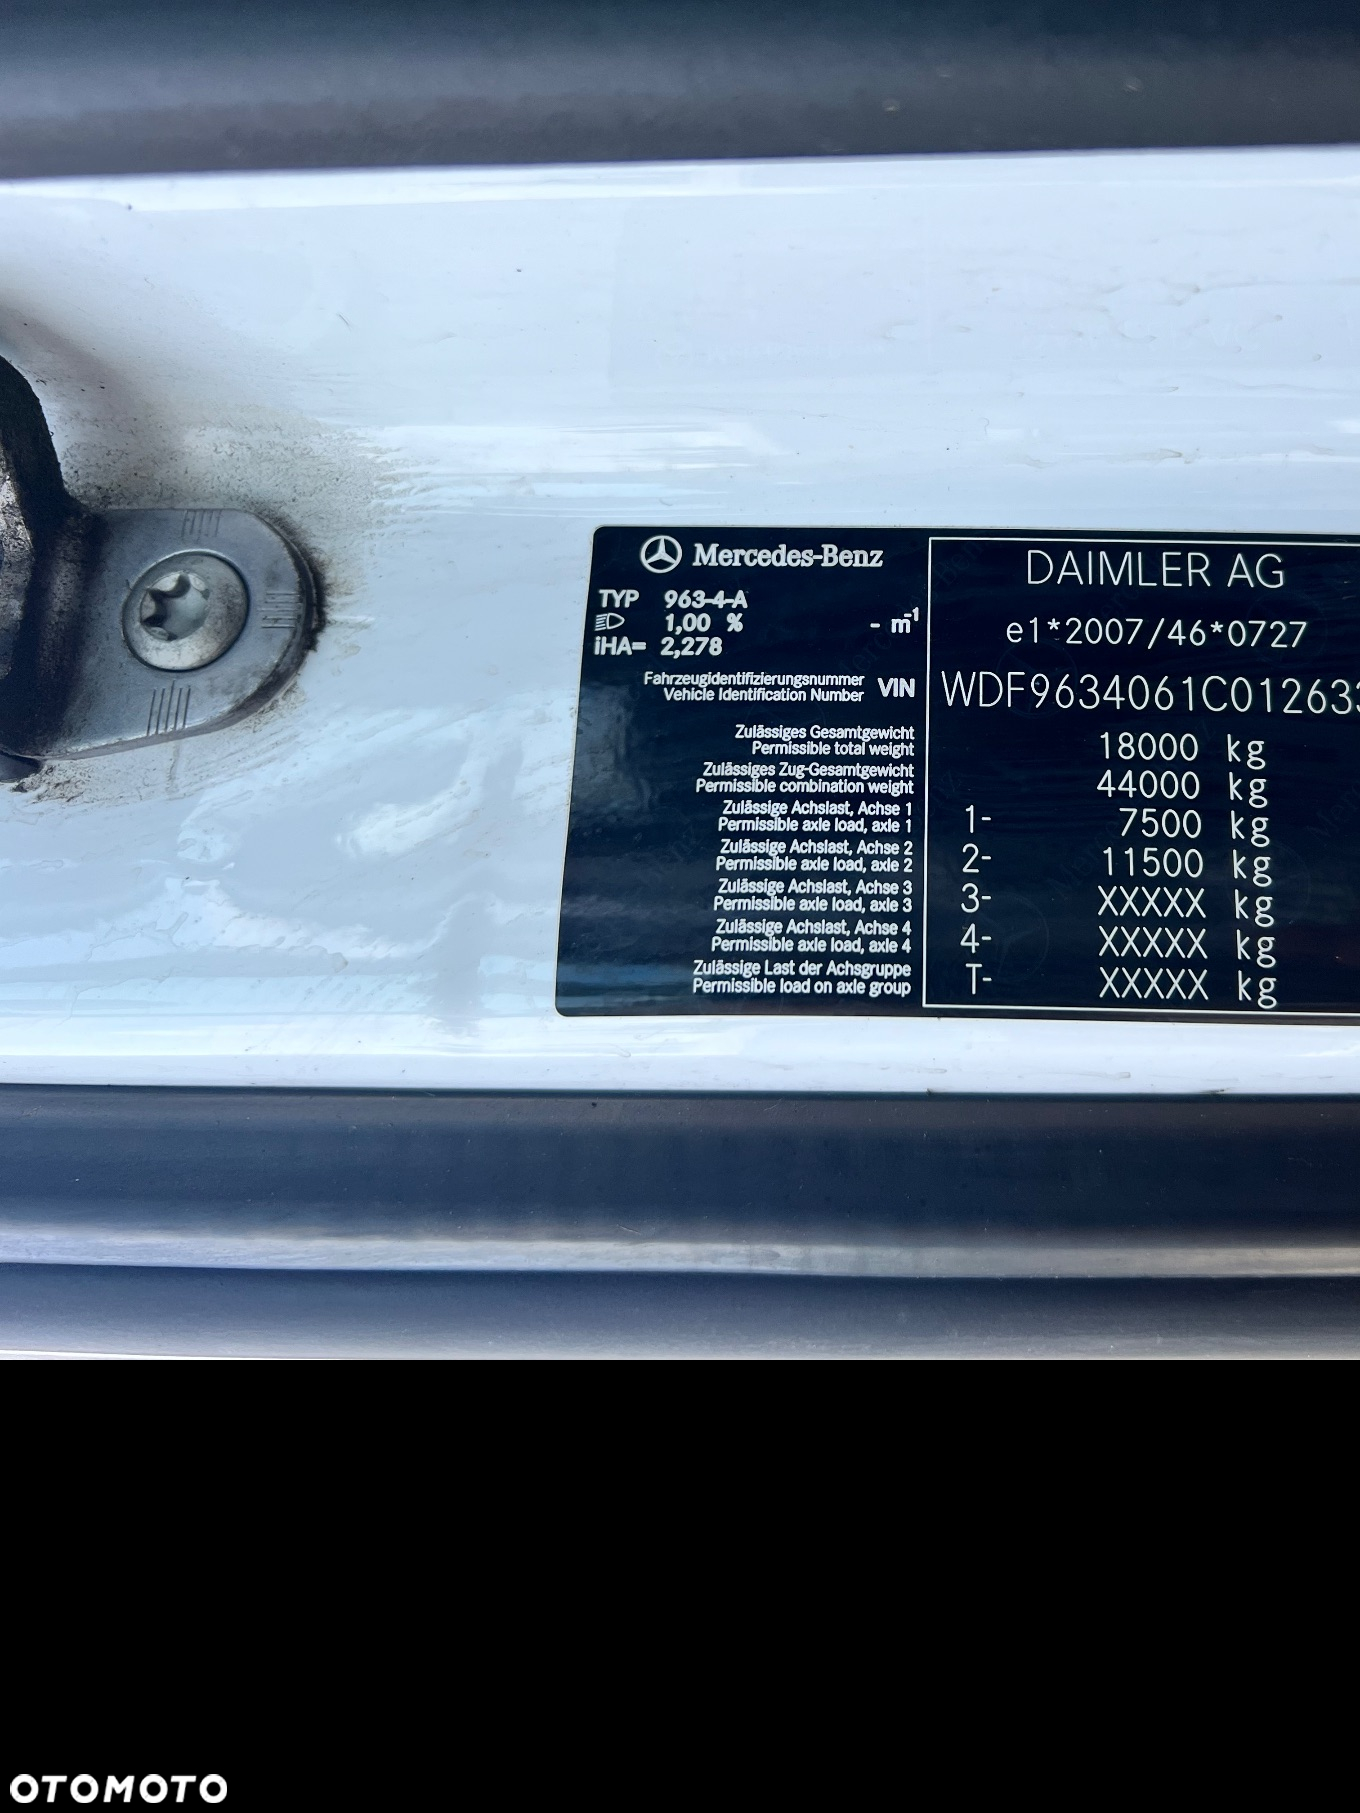 Mercedes-Benz
TYP 963-4-A
1,00 % - m-1
iHA= 2,278
DAIMLER AG
e1*2007/46*0727
Fahrzeugidentifizierungsnummer
Vehicle Identification Number
VIN WDF9634061C01263
Zulässiges Gesamtgewicht
Permissible total weight
18000 kg
Zulässiges Zug-Gesamtgewicht
Permissible combination weight
44000 kg
Zulässige Achslast, Achse 1
Permissible axle load, axle 1
1- 7500 kg
Zulässige Achslast, Achse 2
Permissible axle load, axle 2
2- 11500 kg
Zulässige Achslast, Achse 3
Permissible axle load, axle 3
3- XXXXX kg
Zulässige Achslast, Achse 4
Permissible axle load, axle 4
4- XXXXX kg
Zulässige Last der Achsgruppe
Permissible load on axle group
T- XXXXX kg
OTOMOTO